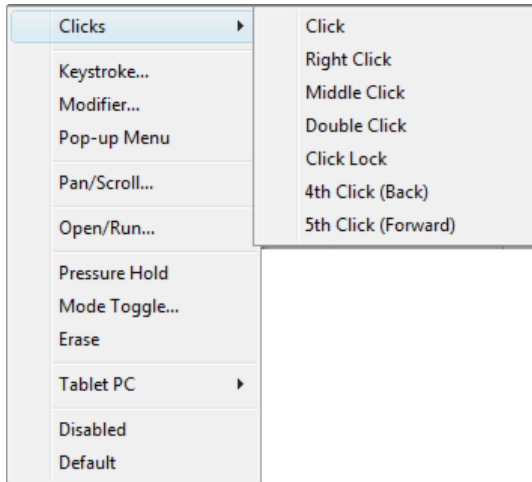 Clicks
Keystroke...
Modifier...
Pop-up Menu
Pan/Scroll...
Open/Run...
Pressure Hold
Mode Toggle...
Erase
Tablet PC
Disabled
Default
Click
Right Click
Middle Click
Double Click
Click Lock
4th Click (Back)
5th Click (Forward)